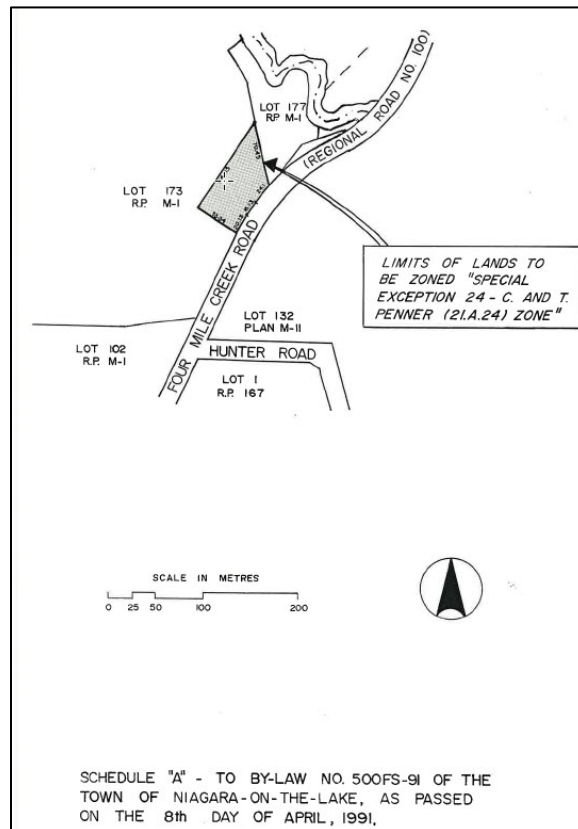 LOT 177
R.P. M-I
(REGIONAL ROAD NO. 100)
70.45
LOT 173
R.P. M-I
FOUR MILE CREEK ROAD
LIMITS OF LANDS TO
BE ZONED "SPECIAL
EXCEPTION 24 - C. AND T.
PENNER (21.A.24) ZONE"
LOT 132
PLAN M-II
HUNTER ROAD
LOT 102
R.P. M-I
LOT I
R.P. 167
SCALE IN METRES
0 25 50 100 200
SCHEDULE "A" - TO BY-LAW NO. 500FS-91 OF THE
TOWN OF NIAGARA-ON-THE-LAKE, AS PASSED
ON THE 8th DAY OF APRIL, 1991,